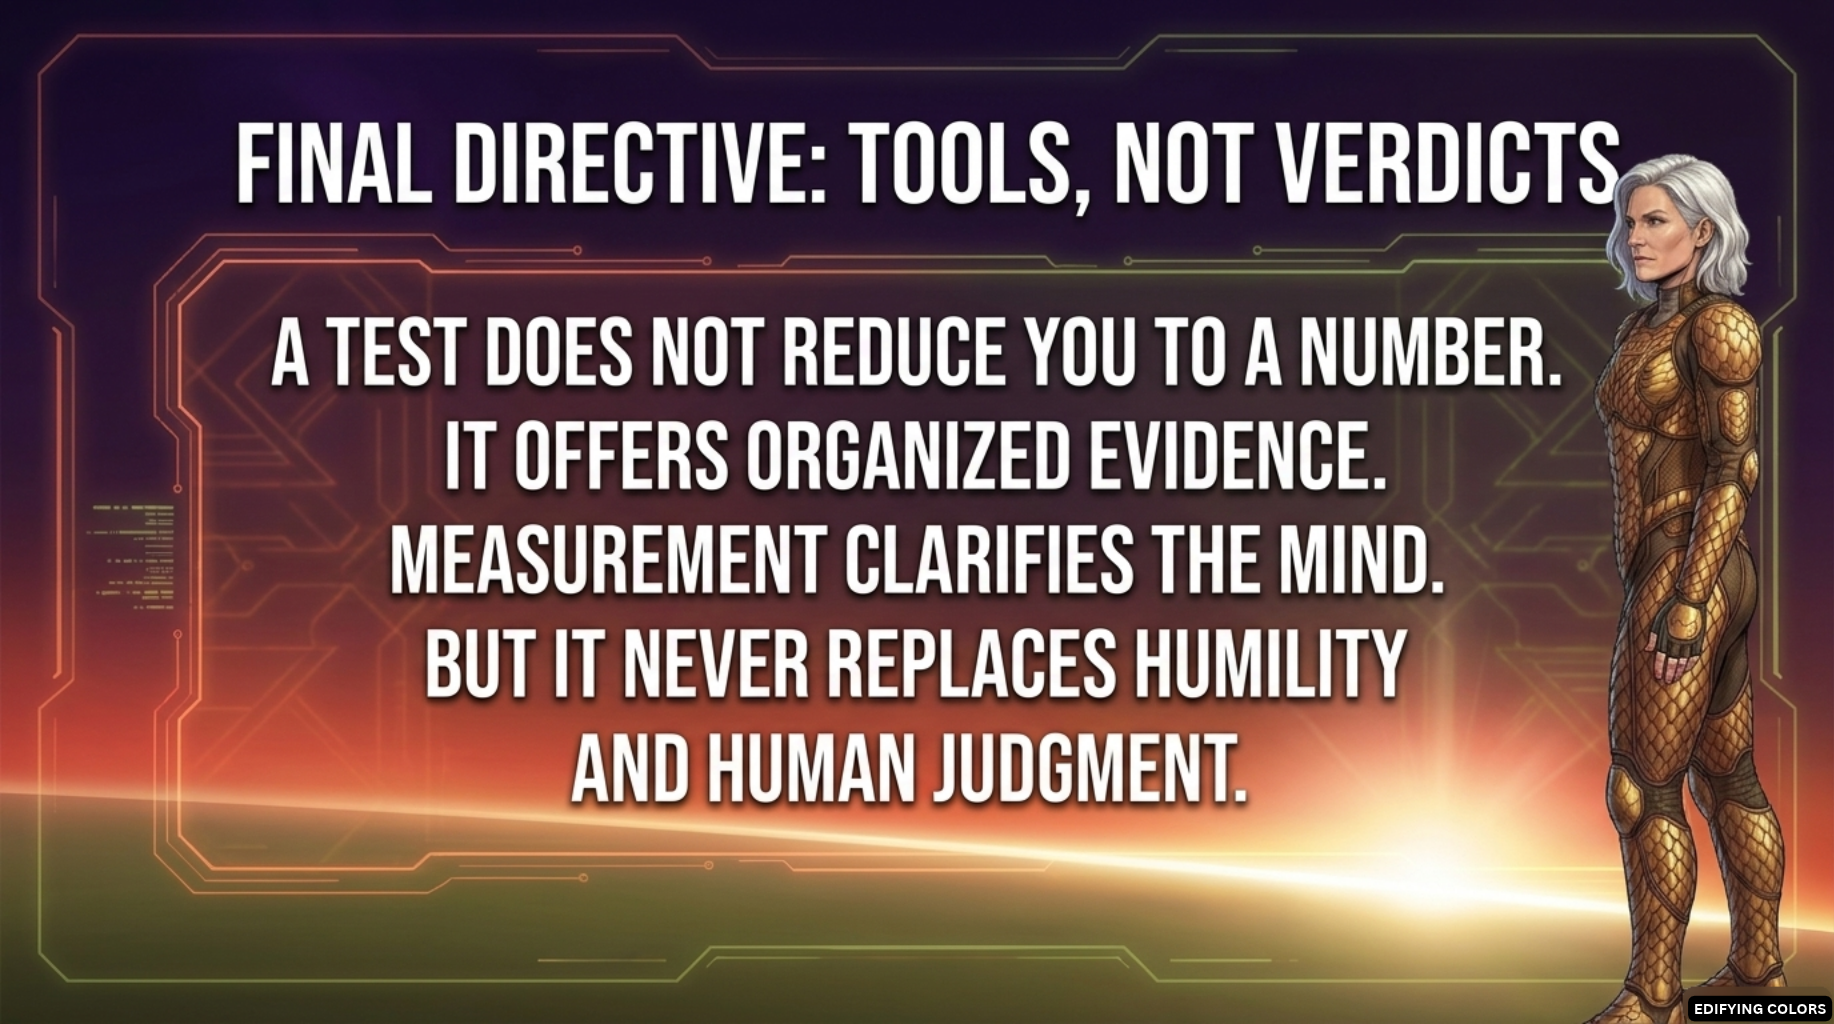 FINAL DIRECTIVE: TOOLS, NOT VERDICTS
A TEST DOES NOT REDUCE YOU TO A NUMBER.
IT OFFERS ORGANIZED EVIDENCE.
MEASUREMENT CLARIFIES THE MIND.
BUT IT NEVER REPLACES HUMILITY
AND HUMAN JUDGMENT.
EDIFYING COLORS